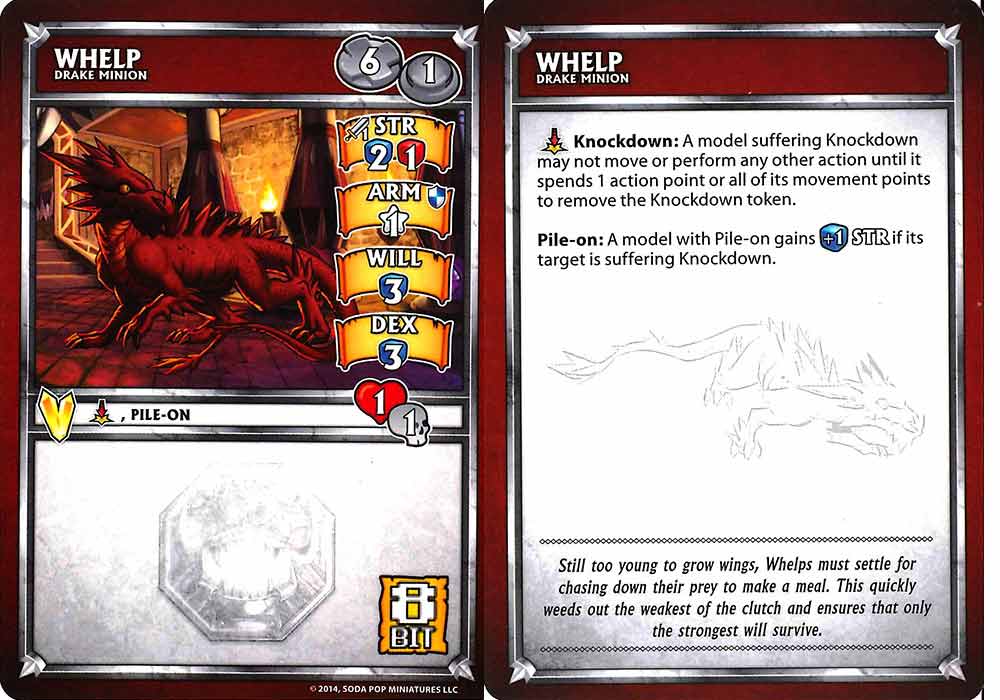 WHELP
DRAKE MINION
6
1
STR
2 1
ARM
1
WILL
3
DEX
3
, PILE-ON
1
1
8
BIT
© 2014, SODA POP MINIATURES LLC
WHELP
DRAKE MINION
Knockdown: A model suffering Knockdown
may not move or perform any other action until it
spends 1 action point or all of its movement points
to remove the Knockdown token.
Pile-on: A model with Pile-on gains +1 STR if its
target is suffering Knockdown.
Still too young to grow wings, Whelps must settle for
chasing down their prey to make a meal. This quickly
weeds out the weakest of the clutch and ensures that only
the strongest will survive.